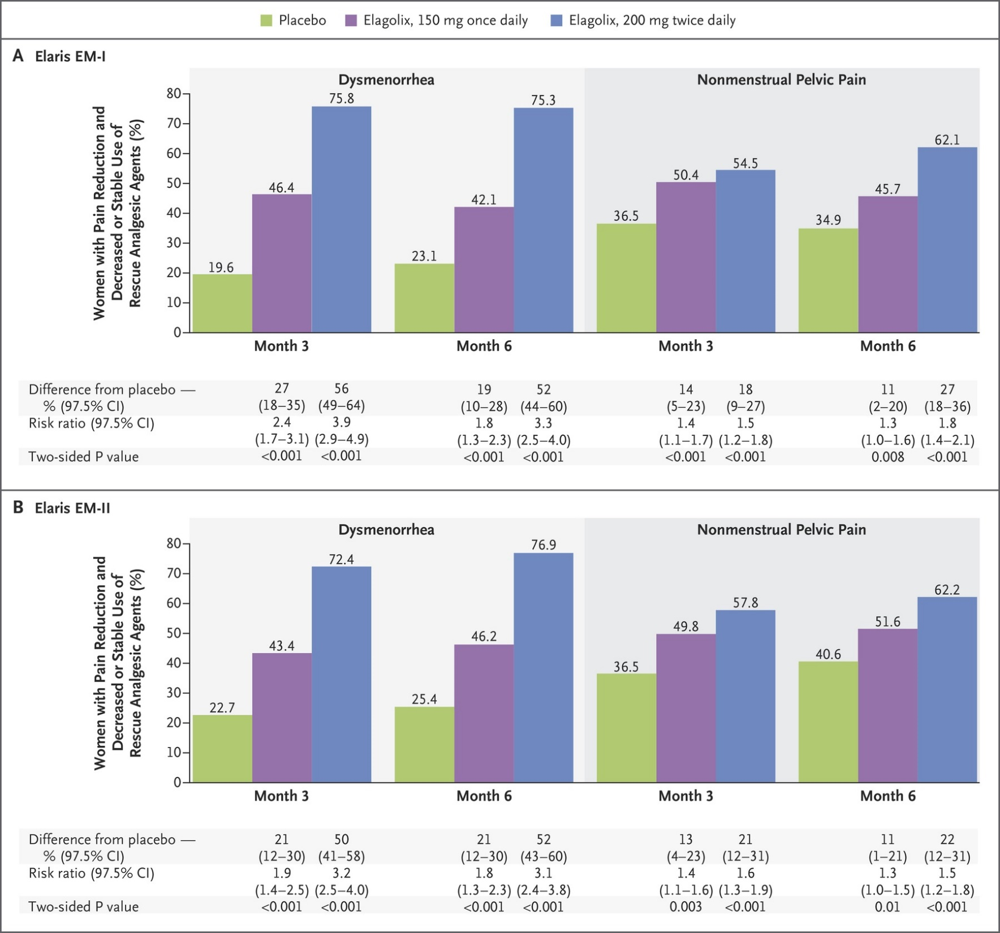 Placebo Elagolix, 150 mg once daily Elagolix, 200 mg twice daily
A Elaris EM-I
Dysmenorrhea Nonmenstrual Pelvic Pain
Women with Pain Reduction and
Decreased or Stable Use of
Rescue Analgesic Agents (%)
80
70
60
50
40
30
20
10
0
19.6 46.4 75.8 23.1 42.1 75.3 36.5 50.4 54.5 34.9 45.7 62.1
Month 3 Month 6 Month 3 Month 6
Difference from placebo — 27 56 19 52 14 18 11 27
% (97.5% CI) (18–35) (49–64) (10–28) (44–60) (5–23) (9–27) (2–20) (18–36)
Risk ratio (97.5% CI) 2.4 3.9 1.8 3.3 1.4 1.5 1.3 1.8
(1.7–3.1) (2.9–4.9) (1.3–2.3) (2.5–4.0) (1.1–1.7) (1.2–1.8) (1.0–1.6) (1.4–2.1)
Two-sided P value <0.001 <0.001 <0.001 <0.001 <0.001 <0.001 0.008 <0.001
B Elaris EM-II
Dysmenorrhea Nonmenstrual Pelvic Pain
Women with Pain Reduction and
Decreased or Stable Use of
Rescue Analgesic Agents (%)
80
70
60
50
40
30
20
10
0
22.7 43.4 72.4 25.4 46.2 76.9 36.5 49.8 57.8 40.6 51.6 62.2
Month 3 Month 6 Month 3 Month 6
Difference from placebo — 21 50 21 52 13 21 11 22
% (97.5% CI) (12–30) (41–58) (12–30) (43–60) (4–23) (12–31) (1–21) (12–31)
Risk ratio (97.5% CI) 1.9 3.2 1.8 3.1 1.4 1.6 1.3 1.5
(1.4–2.5) (2.5–4.0) (1.3–2.3) (2.4–3.8) (1.1–1.6) (1.3–1.9) (1.0–1.5) (1.2–1.8)
Two-sided P value <0.001 <0.001 <0.001 <0.001 0.003 <0.001 0.01 <0.001